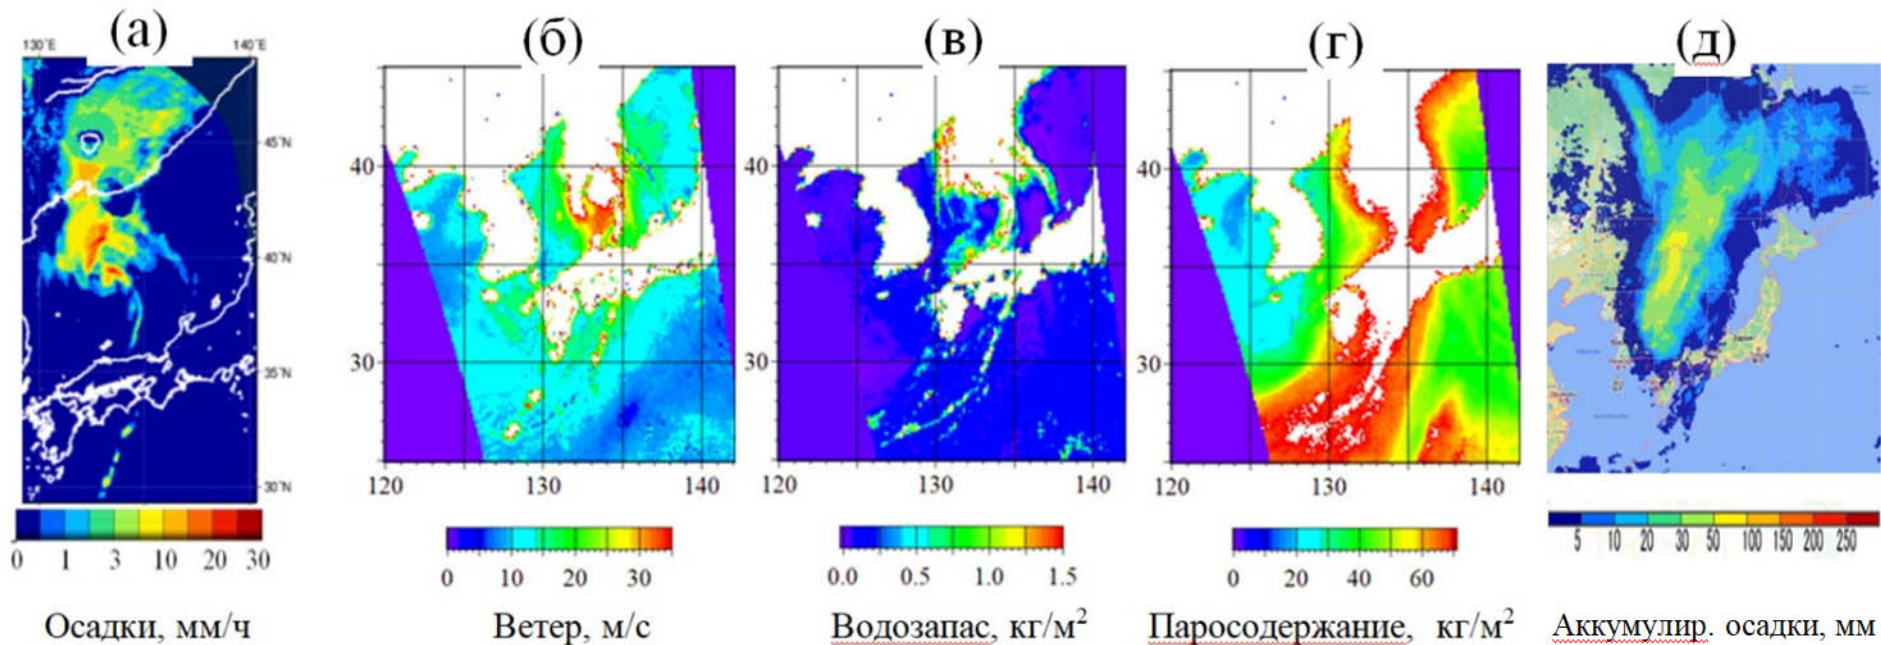 (а)
(б)
(в)
(г)
(д)
130°E
140°E
45°N
40°N
35°N
30°N
0 1 3 10 20 30
Осадки, мм/ч
40
30
120 130 140
0 10 20 30
Ветер, м/с
40
30
120 130 140
0.0 0.5 1.0 1.5
Водозапас, кг/м²
40
30
120 130 140
0 20 40 60
Паросодержание, кг/м²
5 10 20 30 50 100 150 200 250
Аккумулир. осадки, мм